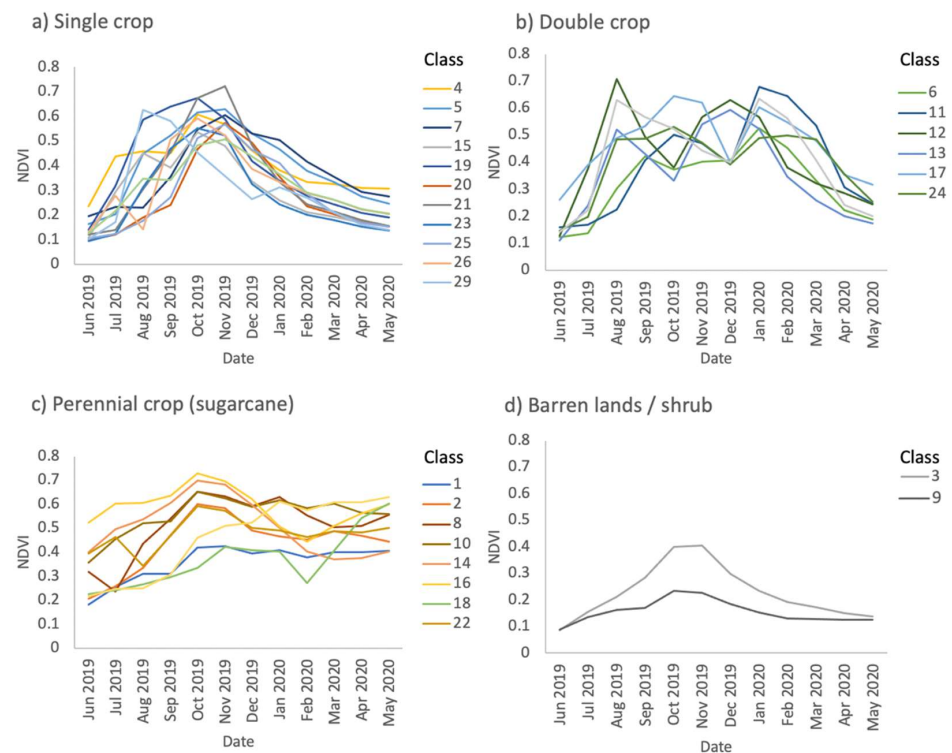 a) Single crop
NDVI
0.8
0.7
0.6
0.5
0.4
0.3
0.2
0.1
0
Jun 2019
Jul 2019
Aug 2019
Sep 2019
Oct 2019
Nov 2019
Dec 2019
Jan 2020
Feb 2020
Mar 2020
Apr 2020
May 2020
Date
Class
4
5
7
15
19
20
21
23
25
26
29
b) Double crop
NDVI
0.8
0.7
0.6
0.5
0.4
0.3
0.2
0.1
0
Jun 2019
Jul 2019
Aug 2019
Sep 2019
Oct 2019
Nov 2019
Dec 2019
Jan 2020
Feb 2020
Mar 2020
Apr 2020
May 2020
Date
Class
6
11
12
13
17
24
c) Perennial crop (sugarcane)
NDVI
0.8
0.7
0.6
0.5
0.4
0.3
0.2
0.1
0
Jun 2019
Jul 2019
Aug 2019
Sep 2019
Oct 2019
Nov 2019
Dec 2019
Jan 2020
Feb 2020
Mar 2020
Apr 2020
May 2020
Date
Class
1
2
8
10
14
16
18
22
d) Barren lands / shrub
NDVI
0.8
0.7
0.6
0.5
0.4
0.3
0.2
0.1
0
Jun 2019
Jul 2019
Aug 2019
Sep 2019
Oct 2019
Nov 2019
Dec 2019
Jan 2020
Feb 2020
Mar 2020
Apr 2020
May 2020
Date
Class
3
9